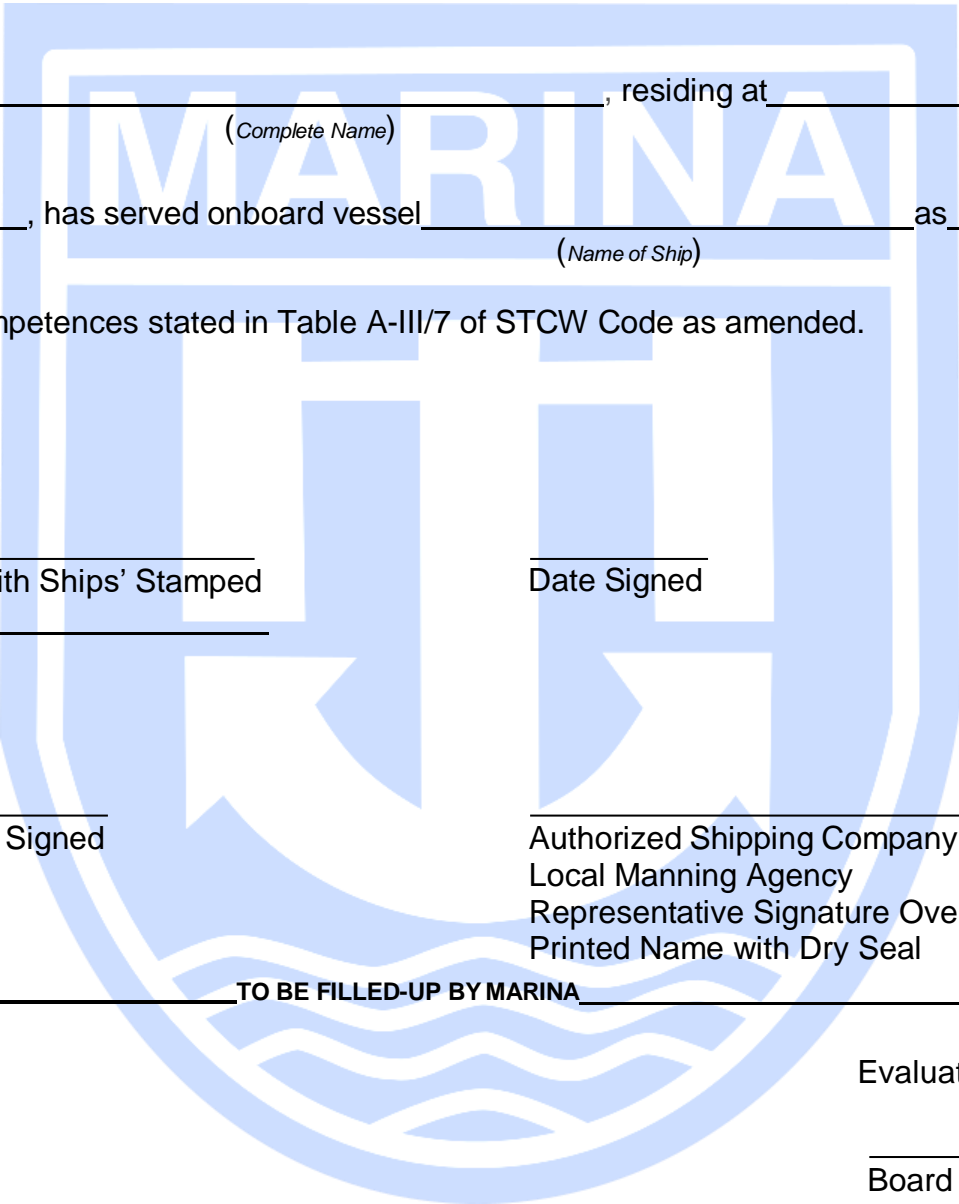 MARINA
, residing at
(Complete Name)
, has served onboard vessel as
(Name of Ship)
mpetences stated in Table A-III/7 of STCW Code as amended.
ith Ships’ Stamped Date Signed
Signed Authorized Shipping Company
Local Manning Agency
Representative Signature Ove
Printed Name with Dry Seal
TO BE FILLED-UP BY MARINA
Evaluat
Board